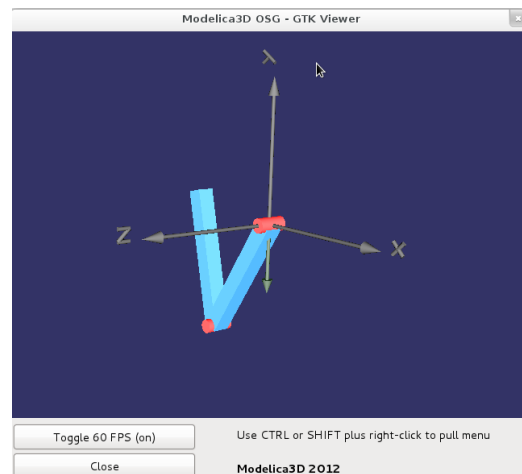 Modelica3D OSG - GTK Viewer
Y
Z
X
Toggle 60 FPS (on)
Use CTRL or SHIFT plus right-click to pull menu
Close
Modelica3D 2012